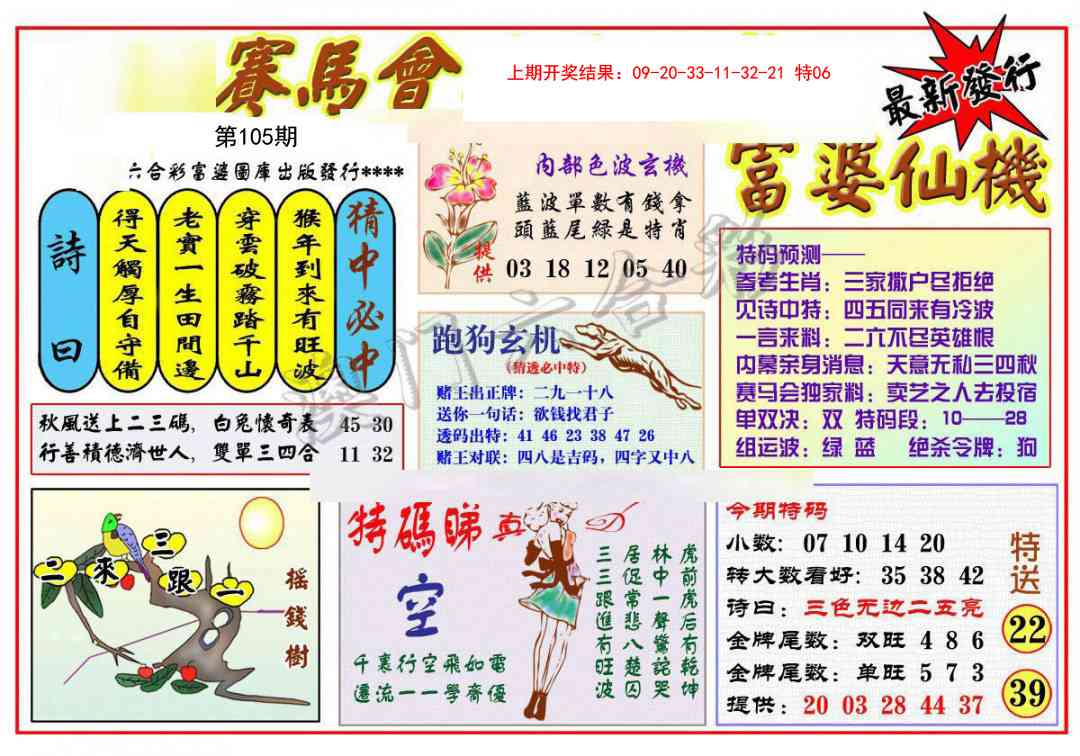 賽馬會
上期开奖结果：09-20-33-11-32-21 特06
最新發行
第105期
六合彩富婆圖庫出版發行****
富婆仙機
詩曰
得天觸厚自守備
老實一生田間邊
穿雲破霧踏千山
猴年到來有旺波
猜中必中
秋風送上二三碼，白兔懷奇表 45 30
行善積德濟世人，雙單三四合 11 32
內部色波玄機
藍波單數有錢拿
頭藍尾綠是特肖
提供
03 18 12 05 40
跑狗玄机
（猜透必中特）
赌王出正牌：二九一十八
送你一句话：欲钱找君子
透码出特：41 46 23 38 47 26
赌王对联：四八是吉码，四字又中八
特码预测——
参考生肖：三家撒户尽拒绝
见诗中特：四五同来有冷波
一言来料：二六不尽英雄恨
内幕亲身消息：天意无私三四秋
赛马会独家料：卖艺之人去投宿
单双决：双 特码段：10——28
组运波：绿 蓝 绝杀令牌：狗
澳门六合彩
二來三跟一
搖錢樹
特碼睇真D
空
千裏行空飛如電
遷流一一學齊優
虎前虎后有乾坤
林中一聲驚詫哭
居促常悲八楚囚
三三跟進有旺波
今期特码
小数：07 10 14 20
转大数看好：35 38 42
诗曰：三色无边二五亮
金牌尾数：双旺 4 8 6
金牌尾数：单旺 5 7 3
提供：20 03 28 44 37
特送
22
39